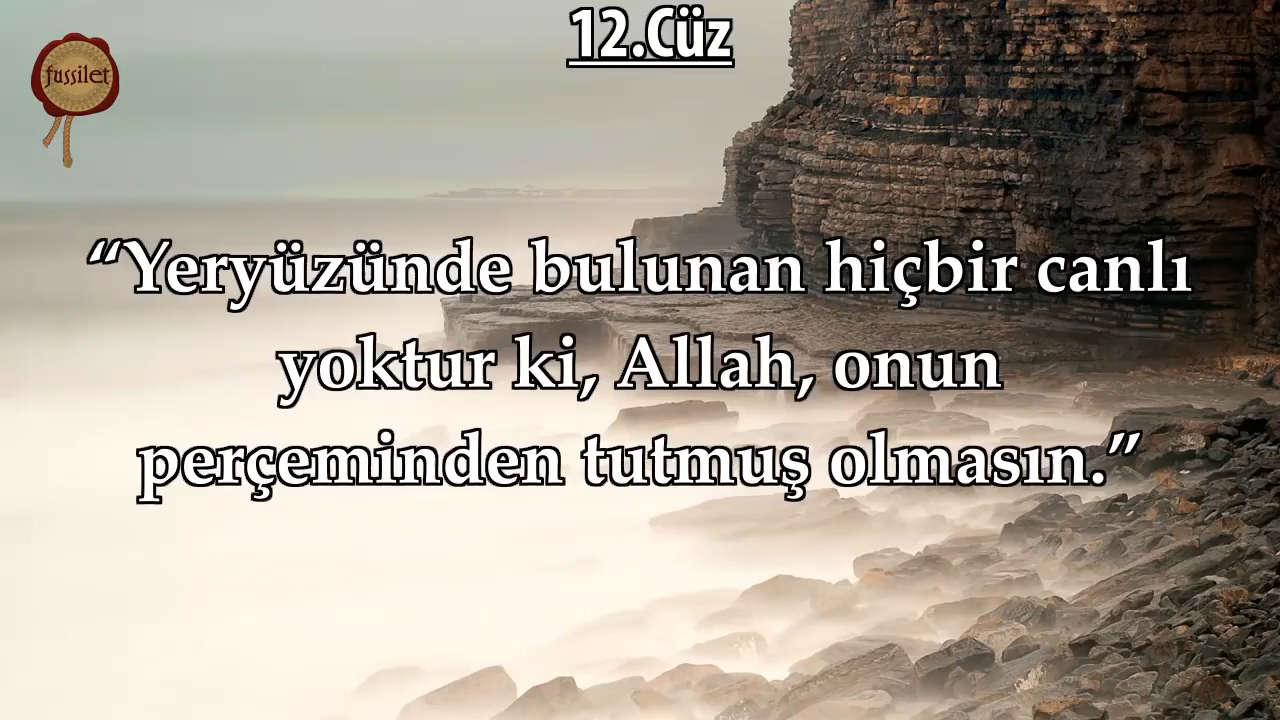 12.Cüz
fussilet
“Yeryüzünde bulunan hiçbir canlı
yoktur ki, Allah, onun
perçeminden tutmuş olmasın.”